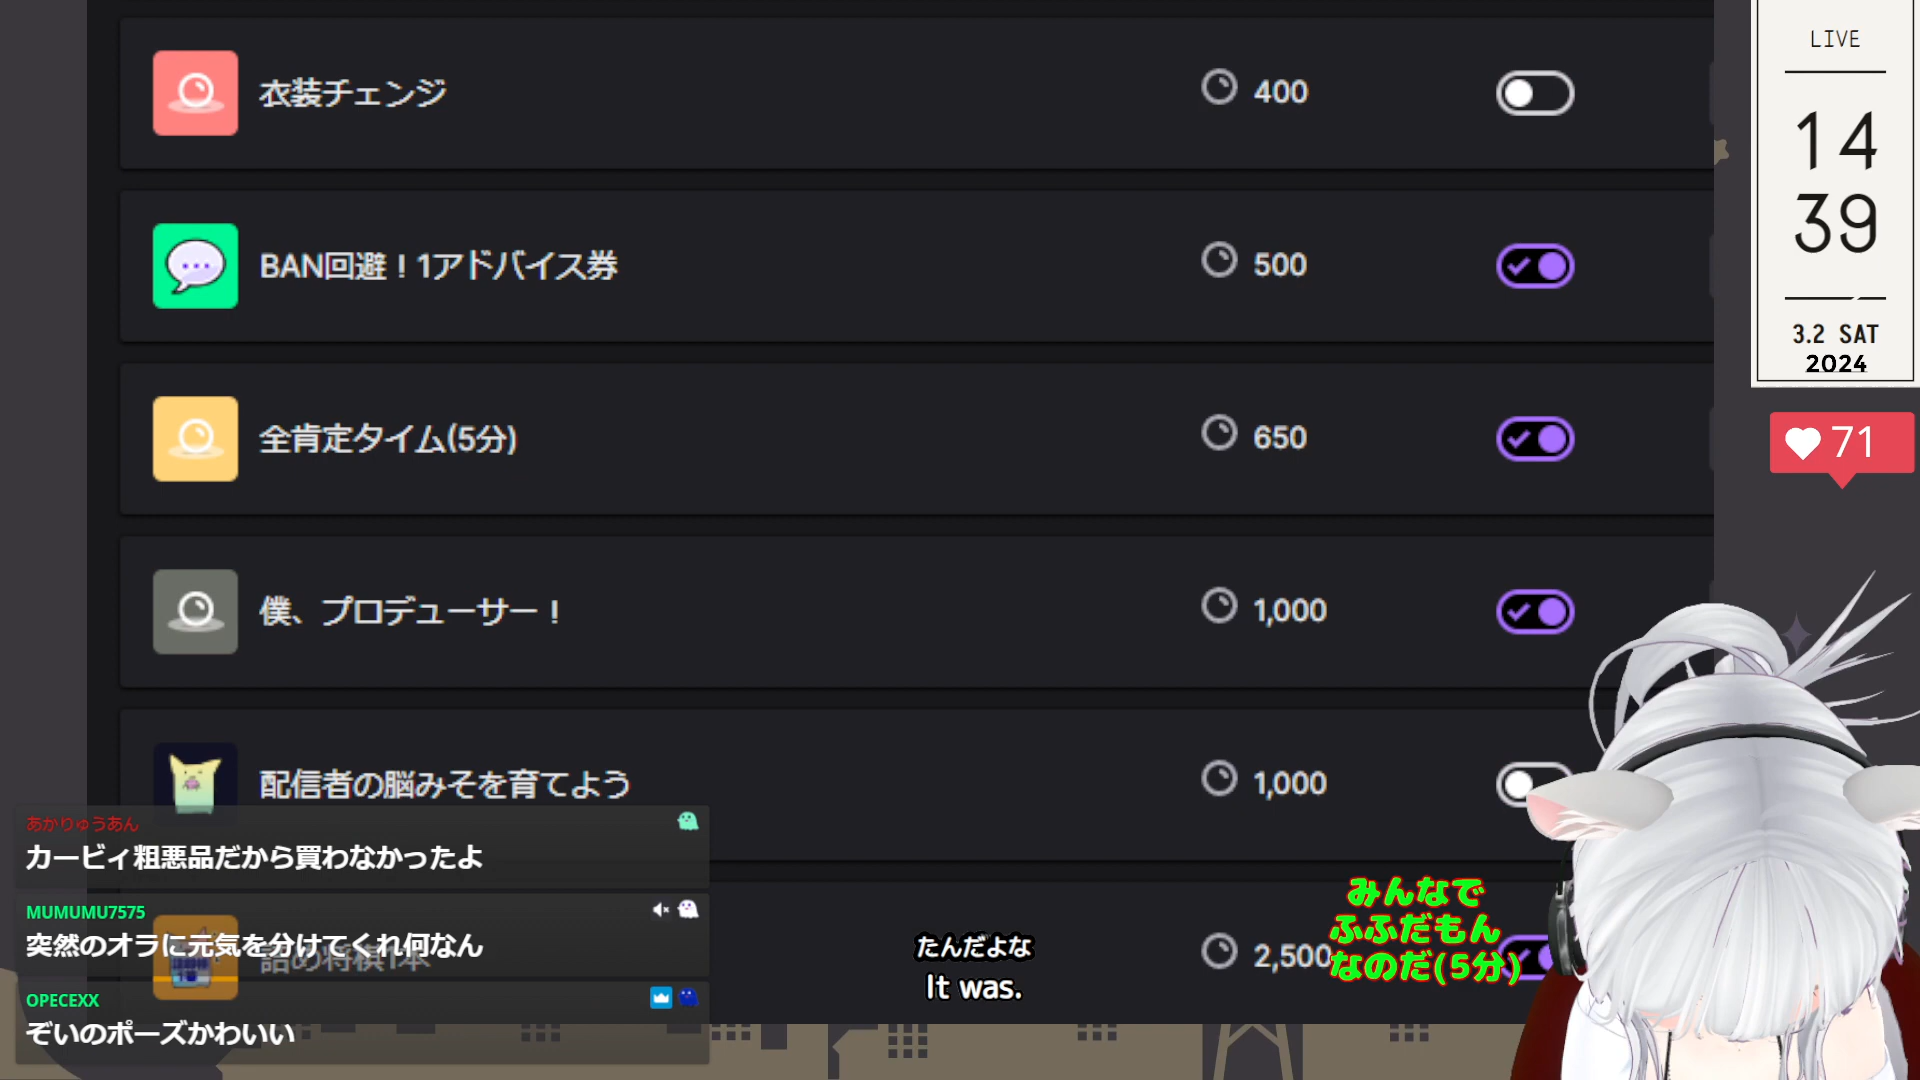 衣装チェンジ
400
BAN回避！1アドバイス券
500
全肯定タイム(5分)
650
僕、プロデューサー！
1,000
配信者の脳みそを育てよう
1,000
詰め将棋1本
2,500
LIVE
14
39
3.2 SAT
2024
71
あかりゅうあん
カービィ粗悪品だから買わなかったよ
MUMUMU7575
突然のオラに元気を分けてくれ何なん
OPECEXX
ぞいのポーズかわいい
たんだよな
It was.
みんなで
ふふだもん
なのだ(5分)